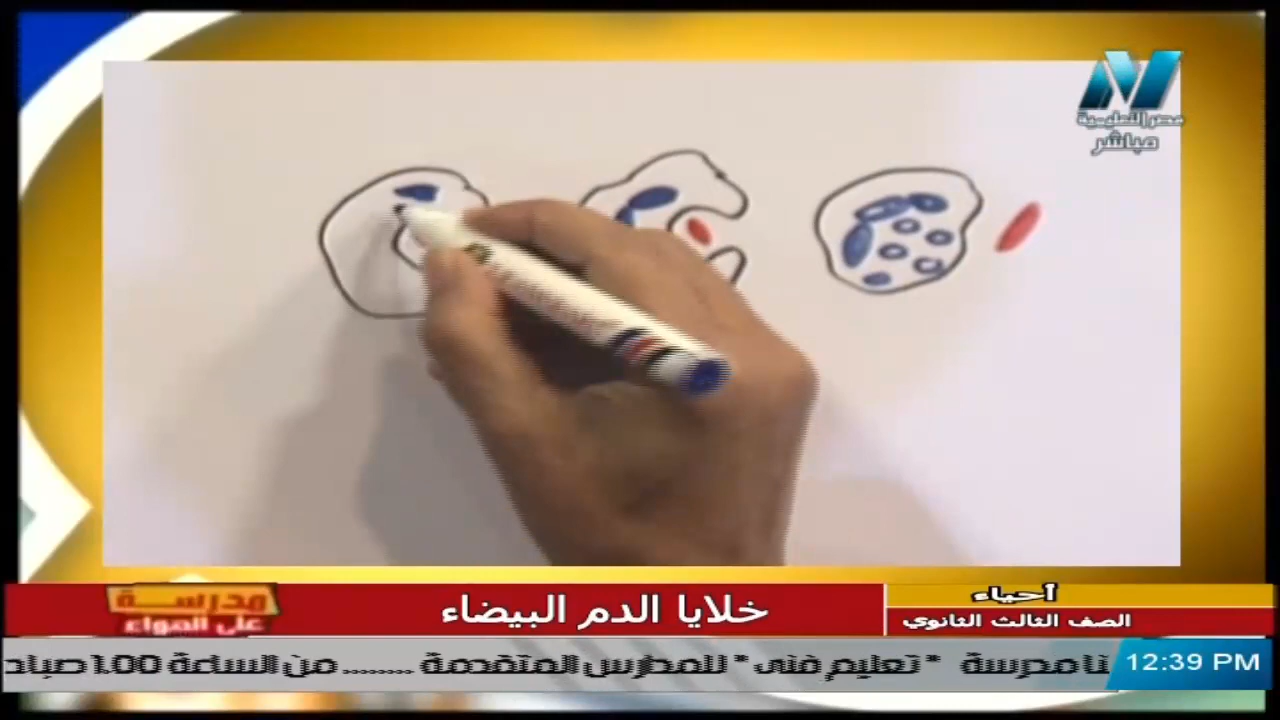 مصر التعليمية
مباشر
أحياء
الصف الثالث الثانوي
خلايا الدم البيضاء
مدرسة
على الهواء
12:39 PM
مدرسة * تعليم فنى * للمدارس المتقدمة ........ من الساعة 1.00